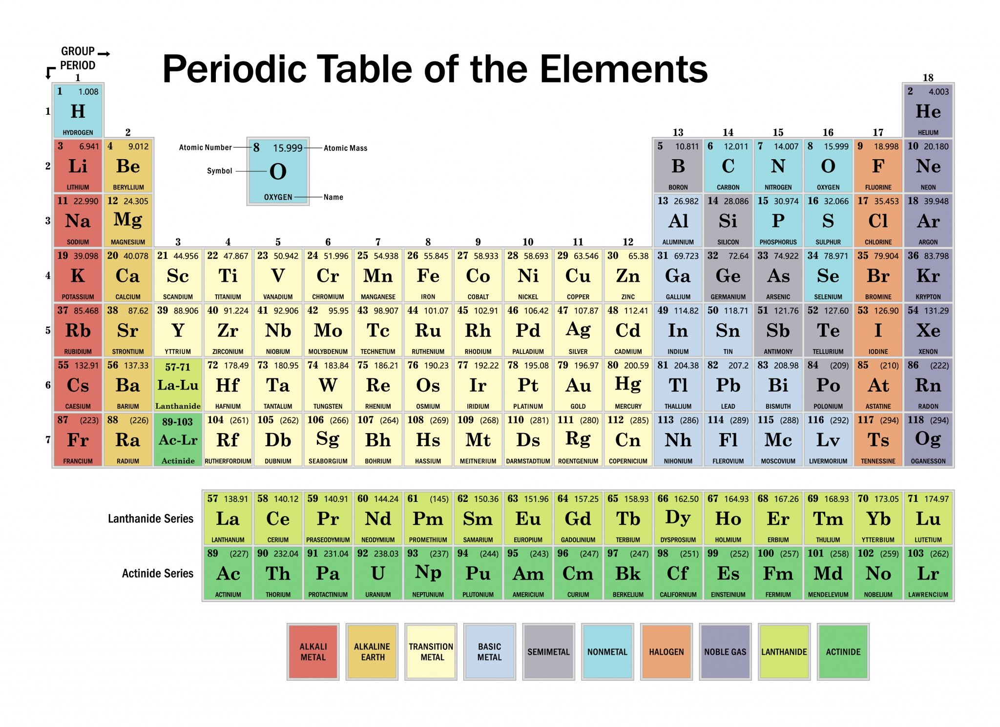 GROUP
PERIOD
Periodic Table of the Elements
1 18
1 1.008 2 4.003
1 H He
HYDROGEN HELIUM
2 13 14 15 16 17
3 6.941 4 9.012 5 10.811 6 12.011 7 14.007 8 15.999 9 18.998 10 20.180
2 Li Be B C N O F Ne
LITHIUM BERYLLIUM BORON CARBON NITROGEN OXYGEN FLUORINE NEON
Atomic Number 8 15.999 Atomic Mass
Symbol O
OXYGEN Name
11 22.990 12 24.305 13 26.982 14 28.086 15 30.974 16 32.066 17 35.453 18 39.948
3 Na Mg Al Si P S Cl Ar
SODIUM MAGNESIUM ALUMINIUM SILICON PHOSPHORUS SULPHUR CHLORINE ARGON
3 4 5 6 7 8 9 10 11 12
19 39.098 20 40.078 21 44.956 22 47.867 23 50.942 24 51.996 25 54.938 26 55.845 27 58.933 28 58.693 29 63.546 30 65.38 31 69.723 32 72.64 33 74.922 34 78.971 35 79.904 36 83.798
4 K Ca Sc Ti V Cr Mn Fe Co Ni Cu Zn Ga Ge As Se Br Kr
POTASSIUM CALCIUM SCANDIUM TITANIUM VANADIUM CHROMIUM MANGANESE IRON COBALT NICKEL COPPER ZINC GALLIUM GERMANIUM ARSENIC SELENIUM BROMINE KRYPTON
37 85.468 38 87.62 39 88.906 40 91.224 41 92.906 42 95.95 43 98.907 44 101.07 45 102.91 46 106.42 47 107.87 48 112.41 49 114.82 50 118.71 51 121.76 52 127.60 53 126.90 54 131.29
5 Rb Sr Y Zr Nb Mo Tc Ru Rh Pd Ag Cd In Sn Sb Te I Xe
RUBIDIUM STRONTIUM YTTRIUM ZIRCONIUM NIOBIUM MOLYBDENUM TECHNETIUM RUTHENIUM RHODIUM PALLADIUM SILVER CADMIUM INDIUM TIN ANTIMONY TELLURIUM IODINE XENON
55 132.91 56 137.33 57-71 72 178.49 73 180.95 74 183.84 75 186.21 76 190.23 77 192.22 78 195.08 79 196.97 80 200.59 81 204.38 82 207.2 83 208.98 84 (209) 85 (210) 86 (222)
6 Cs Ba La-Lu Hf Ta W Re Os Ir Pt Au Hg Tl Pb Bi Po At Rn
CAESIUM BARIUM Lanthanide HAFNIUM TANTALUM TUNGSTEN RHENIUM OSMIUM IRIDIUM PLATINUM GOLD MERCURY THALLIUM LEAD BISMUTH POLONIUM ASTATINE RADON
87 (223) 88 (226) 89-103 104 (261) 105 (262) 106 (266) 107 (264) 108 (269) 109 (268) 110 (281) 111 (280) 112 (285) 113 (286) 114 (289) 115 (288) 116 (292) 117 (294) 118 (294)
7 Fr Ra Ac-Lr Rf Db Sg Bh Hs Mt Ds Rg Cn Nh Fl Mc Lv Ts Og
FRANCIUM RADIUM Actinide RUTHERFORDIUM DUBNIUM SEABORGIUM BOHRIUM HASSIUM MEITNERIUM DARMSTADTIUM ROENTGENIUM COPERNICIUM NIHONIUM FLEROVIUM MOSCOVIUM LIVERMORIUM TENNESSINE OGANESSON
57 138.91 58 140.12 59 140.91 60 144.24 61 (145) 62 150.36 63 151.96 64 157.25 65 158.93 66 162.50 67 164.93 68 167.26 69 168.93 70 173.05 71 174.97
Lanthanide Series La Ce Pr Nd Pm Sm Eu Gd Tb Dy Ho Er Tm Yb Lu
LANTHANUM CERIUM PRASEODYMIUM NEODYMIUM PROMETHIUM SAMARIUM EUROPIUM GADOLINIUM TERBIUM DYSPROSIUM HOLMIUM ERBIUM THULIUM YTTERBIUM LUTETIUM
89 (227) 90 232.04 91 231.04 92 238.03 93 (237) 94 (244) 95 (243) 96 (247) 97 (247) 98 (251) 99 (252) 100 (257) 101 (258) 102 (259) 103 (262)
Actinide Series Ac Th Pa U Np Pu Am Cm Bk Cf Es Fm Md No Lr
ACTINIUM THORIUM PROTACTINIUM URANIUM NEPTUNIUM PLUTONIUM AMERICIUM CURIUM BERKELIUM CALIFORNIUM EINSTEINIUM FERMIUM MENDELEVIUM NOBELIUM LAWRENCIUM
ALKALI METAL
ALKALINE EARTH
TRANSITION METAL
BASIC METAL
SEMIMETAL
NONMETAL
HALOGEN
NOBLE GAS
LANTHANIDE
ACTINIDE